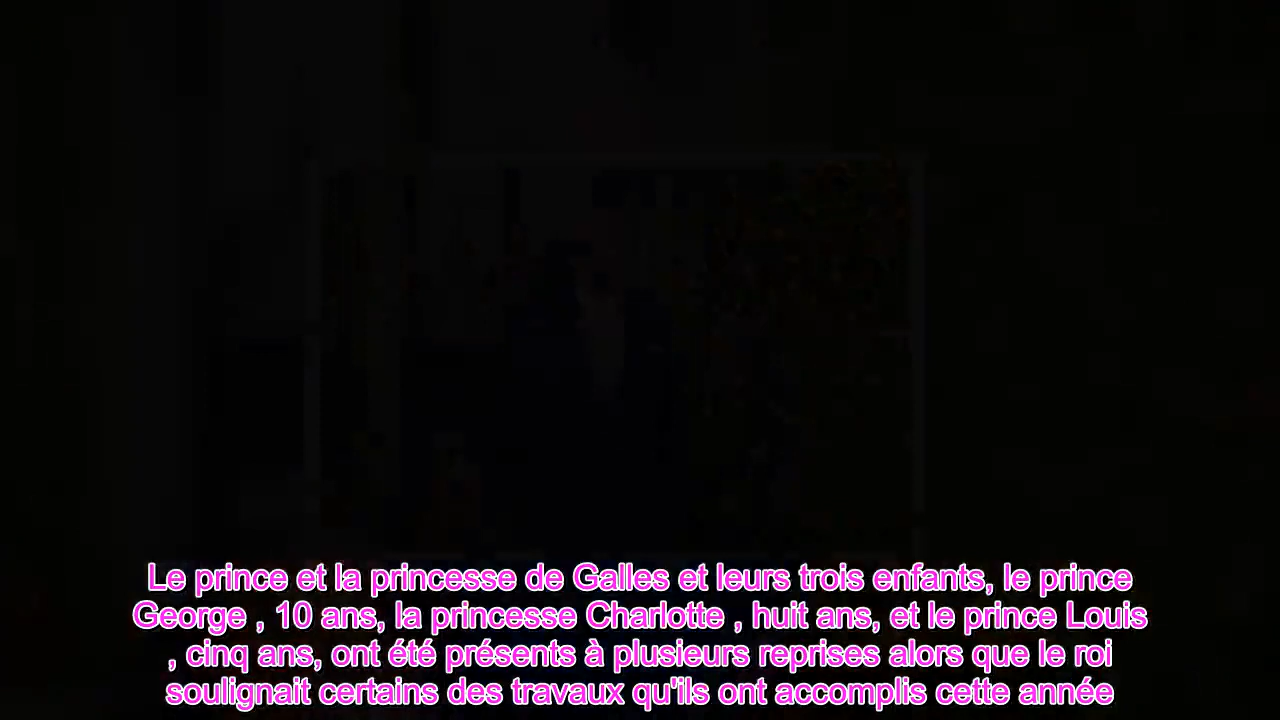 Le prince et la princesse de Galles et leurs trois enfants, le prince
George , 10 ans, la princesse Charlotte , huit ans, et le prince Louis
, cinq ans, ont été présents à plusieurs reprises alors que le roi
soulignait certains des travaux qu'ils ont accomplis cette année